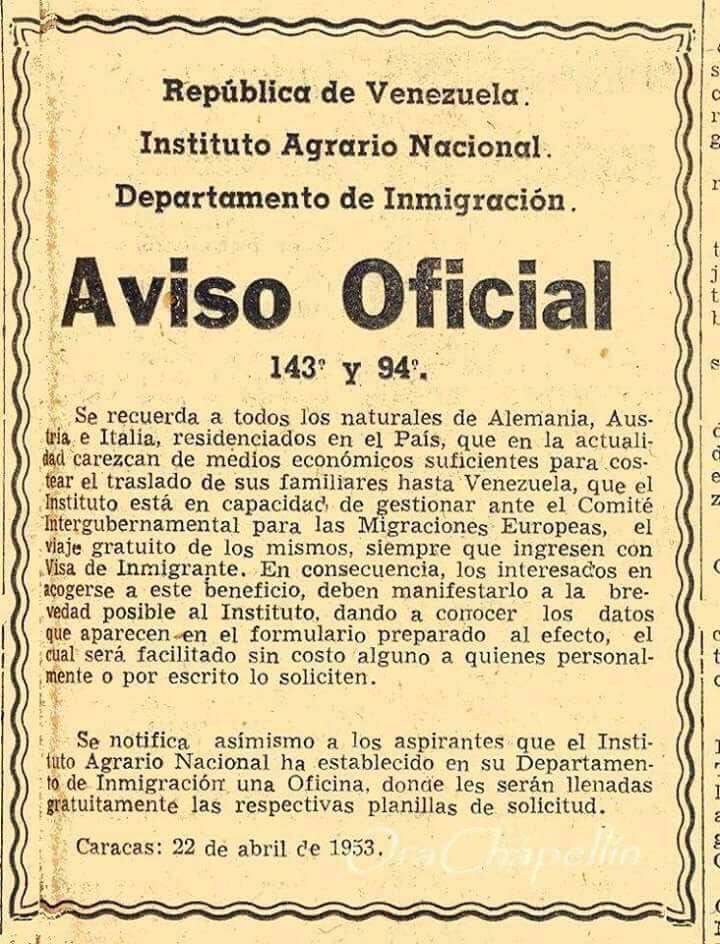 República de Venezuela.
Instituto Agrario Nacional.
Departamento de Inmigración.
Aviso Oficial
143º y 94º.
Se recuerda a todos los naturales de Alemania, Aus-
tria e Italia, residenciados en el País, que en la actuali-
dad carezcan de medios económicos suficientes para cos-
tear el traslado de sus familiares hasta Venezuela, que el
Instituto está en capacidad de gestionar ante el Comité
Intergubernamental para las Migraciones Europeas, el
viaje gratuito de los mismos, siempre que ingresen con
Visa de Inmigrante. En consecuencia, los interesados en
acogerse a este beneficio, deben manifestarlo a la bre-
vedad posible al Instituto, dando a conocer los datos
que aparecen en el formulario preparado al efecto, el
cual será facilitado sin costo alguno a quienes personal-
mente o por escrito lo soliciten.
Se notifica asímismo a los aspirantes que el Insti-
tuto Agrario Nacional ha establecido en su Departamen-
to de Inmigración una Oficina, donde les serán llenadas
gratuitamente las respectivas planillas de solicitud.
Caracas: 22 de abril de 1953.
OraChapellin